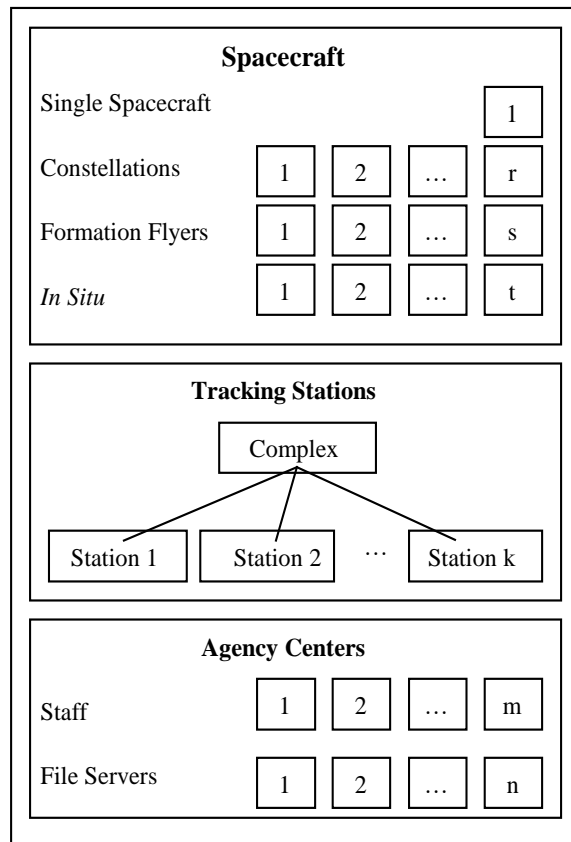 Spacecraft
Single Spacecraft 1
Constellations 1 2 … r
Formation Flyers 1 2 … s
In Situ 1 2 … t
Tracking Stations
Complex
Station 1 Station 2 … Station k
Agency Centers
Staff 1 2 … m
File Servers 1 2 … n